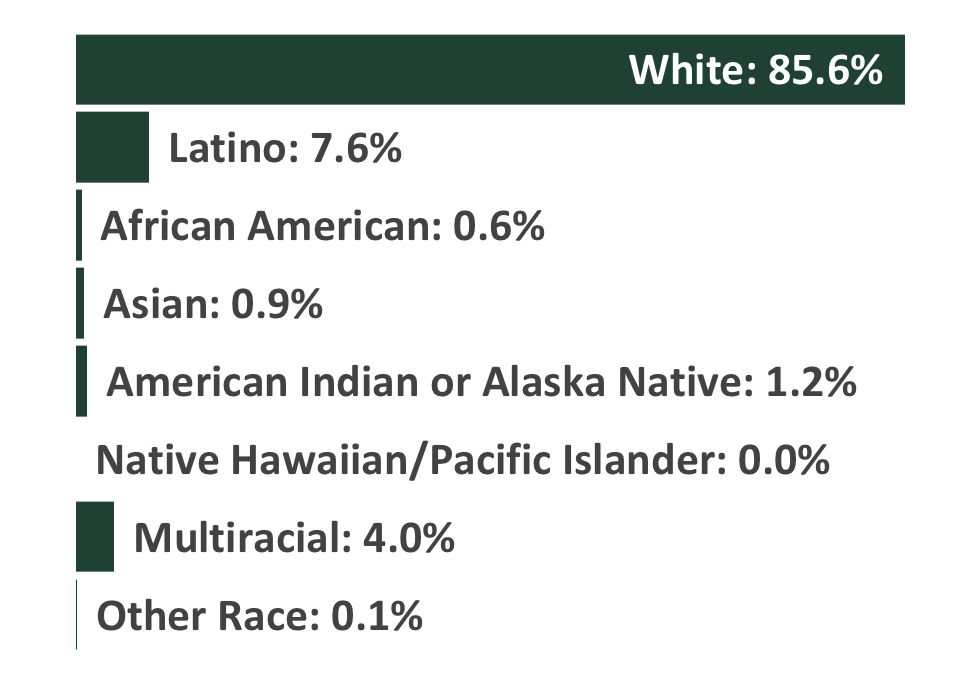 White: 85.6%
Latino: 7.6%
African American: 0.6%
Asian: 0.9%
American Indian or Alaska Native: 1.2%
Native Hawaiian/Pacific Islander: 0.0%
Multiracial: 4.0%
Other Race: 0.1%